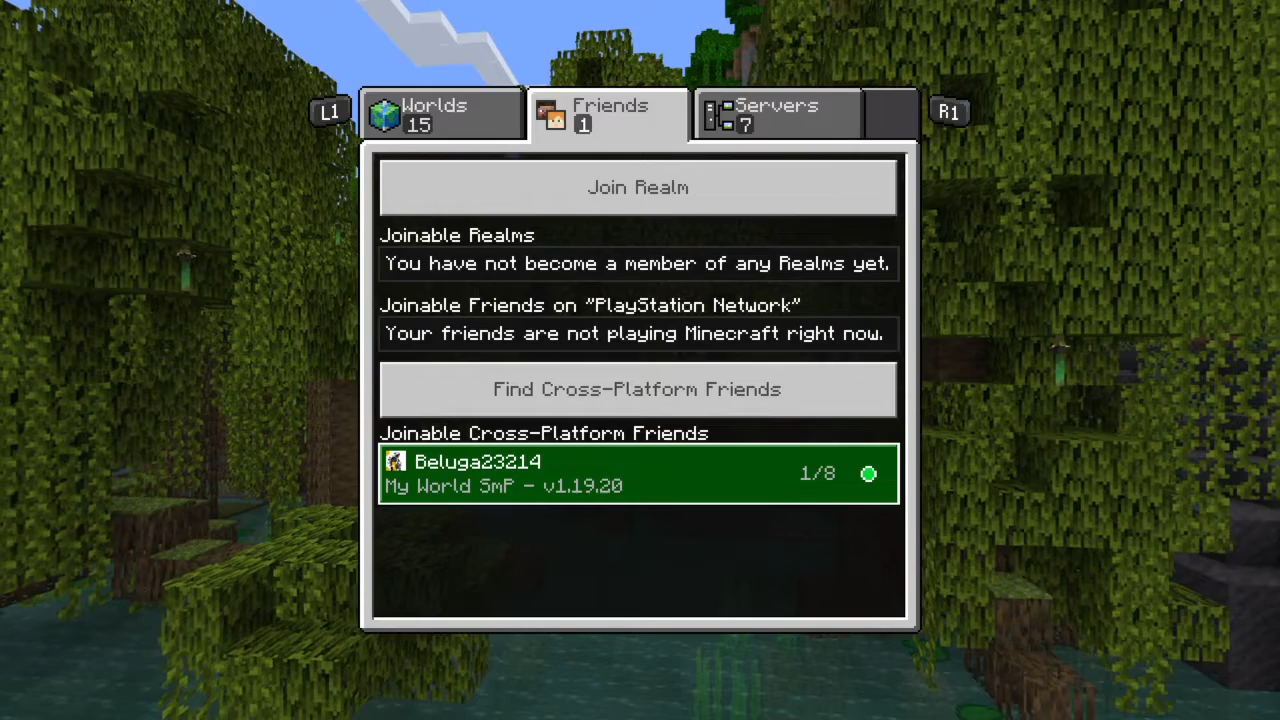 L1
Worlds
15
Friends
1
Servers
7
R1
Join Realm
Joinable Realms
You have not become a member of any Realms yet.
Joinable Friends on "PlayStation Network"
Your friends are not playing Minecraft right now.
Find Cross-Platform Friends
Joinable Cross-Platform Friends
Beluga23214
My World SmP - v1.19.20
1/8